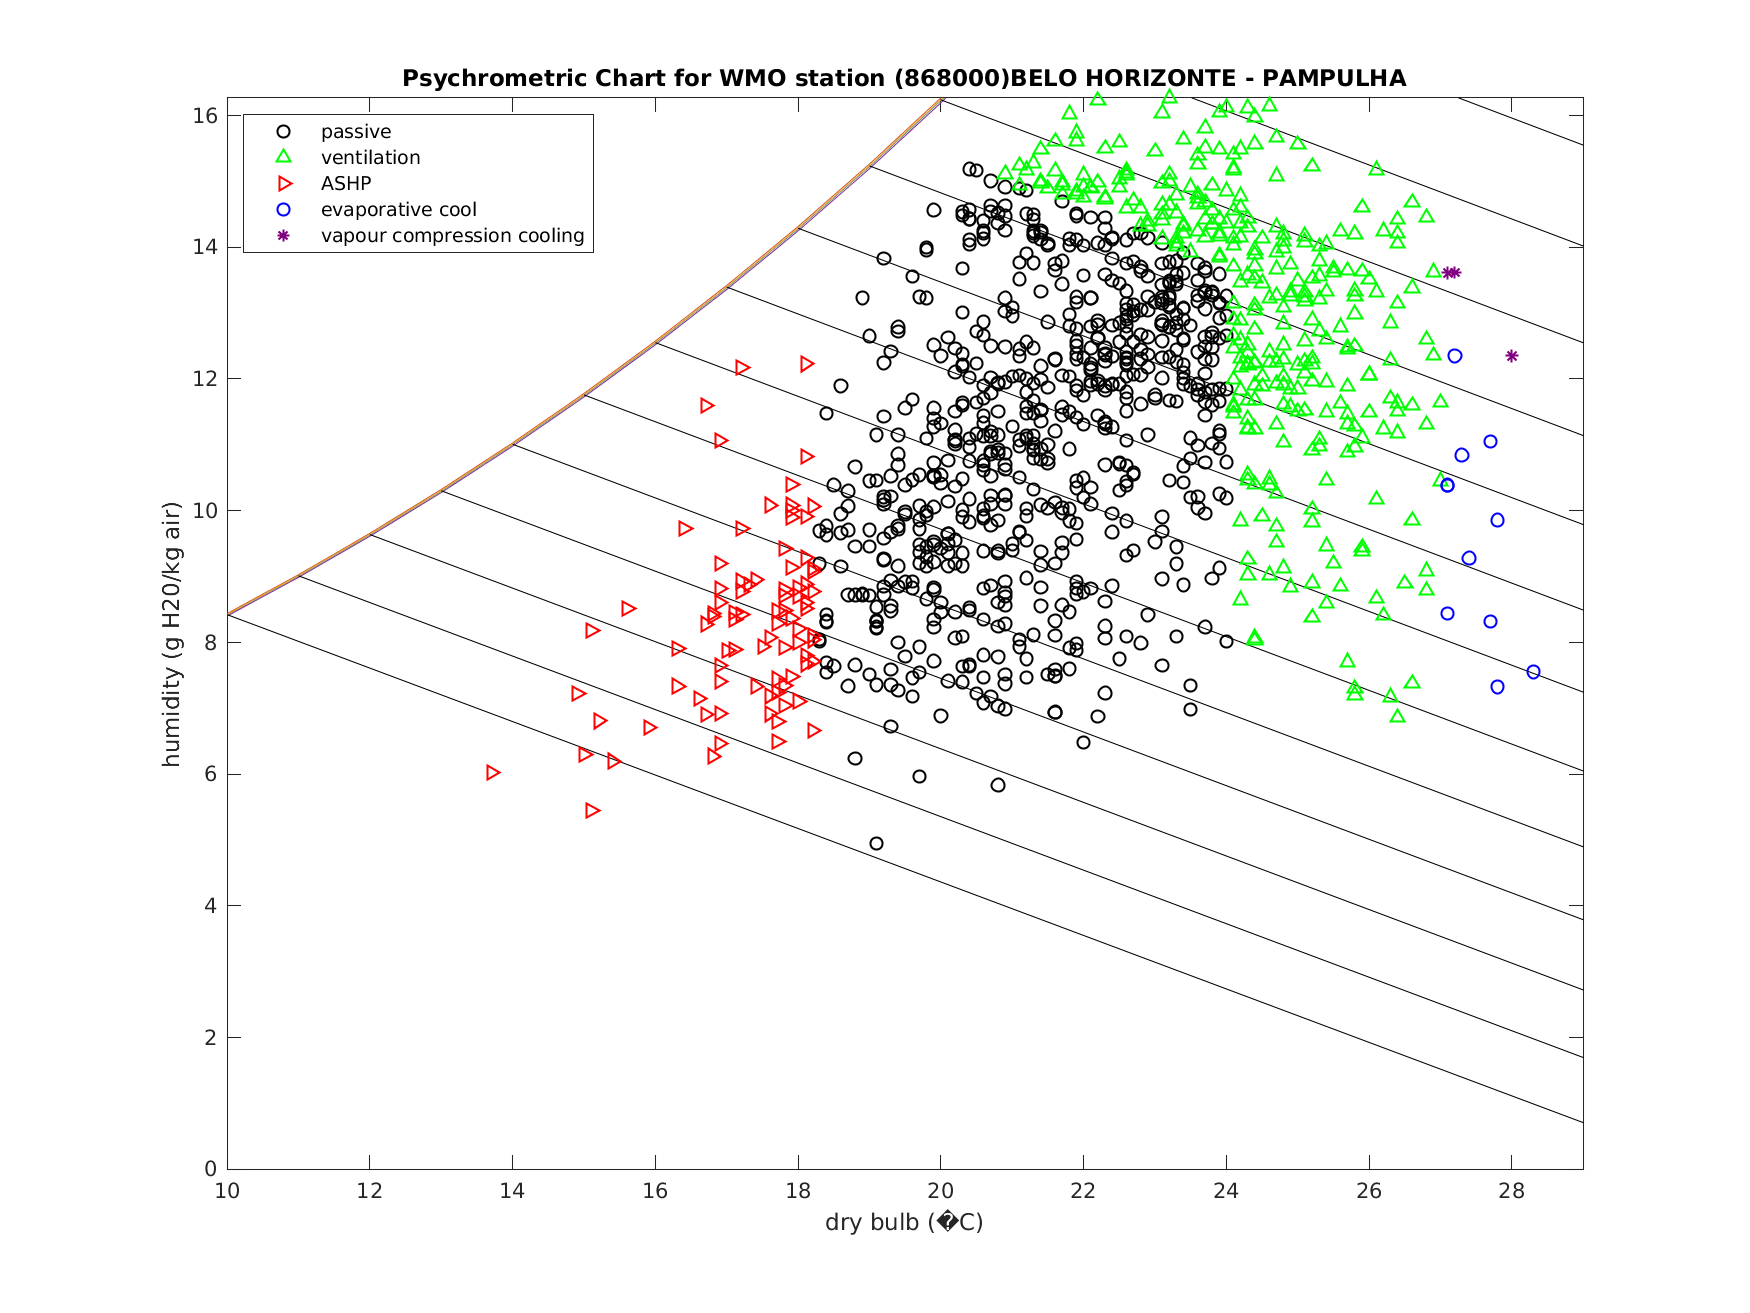 Psychrometric Chart for WMO station (868000)BELO HORIZONTE - PAMPULHA
passive
ventilation
ASHP
evaporative cool
vapour compression cooling
humidity (g H20/kg air)
16
14
12
10
8
6
4
2
0
10 12 14 16 18 20 22 24 26 28
dry bulb (�C)